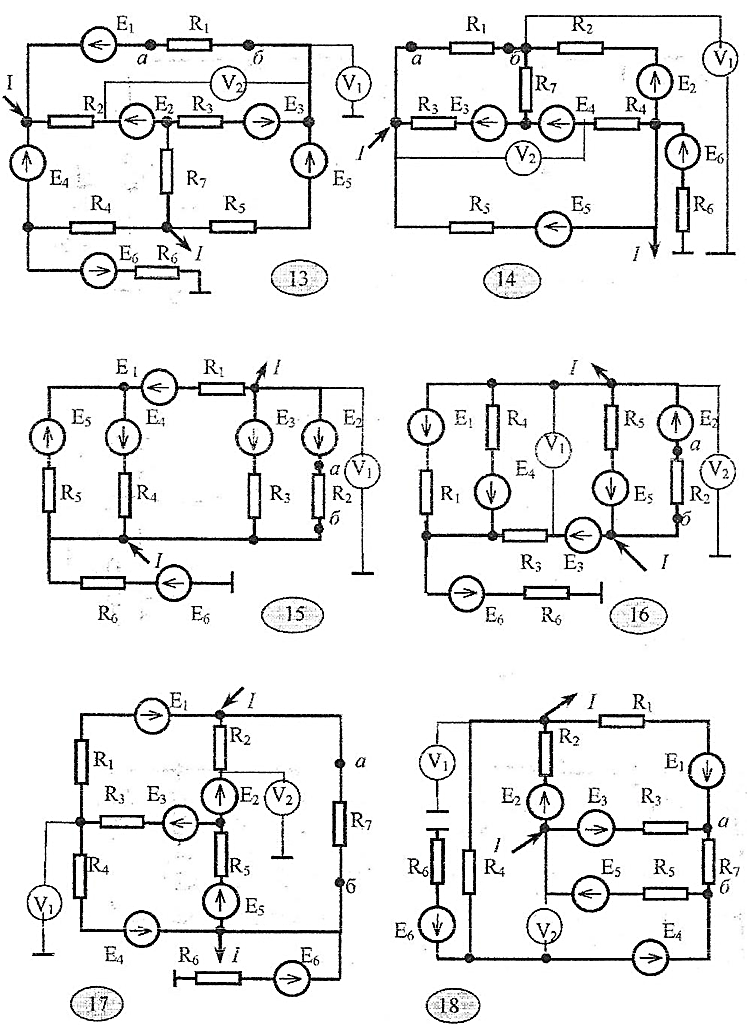 E1 R1
I а б V1
V2
R2 E2 R3 E3
E4 R7 E5
R4 R5
I
E6 R6
13
R1 R2
а б V1
R7 E2
R3 E3 E4 R4
I V2 E6
R5 E5 R6
I
14
E1 R1 I
E5 E4 E3 E2
а V1
R5 R4 R3 R2
б
I
R6 E6
15
I
E1 R4 V1 R5 E2
а
E4 V2
R1 E5 R2
б
R3 E3 I
E6 R6
16
E1 I
R2
R1 а
R3 E3 E2 V2
R7
R4 R5
б
V1 E5
E4 I
R6 E6
17
I R1
V1 R2 E1
E2 E3 R3
а
I
R6 R4 E5 R5 R7
б
E6 V2
E4
18